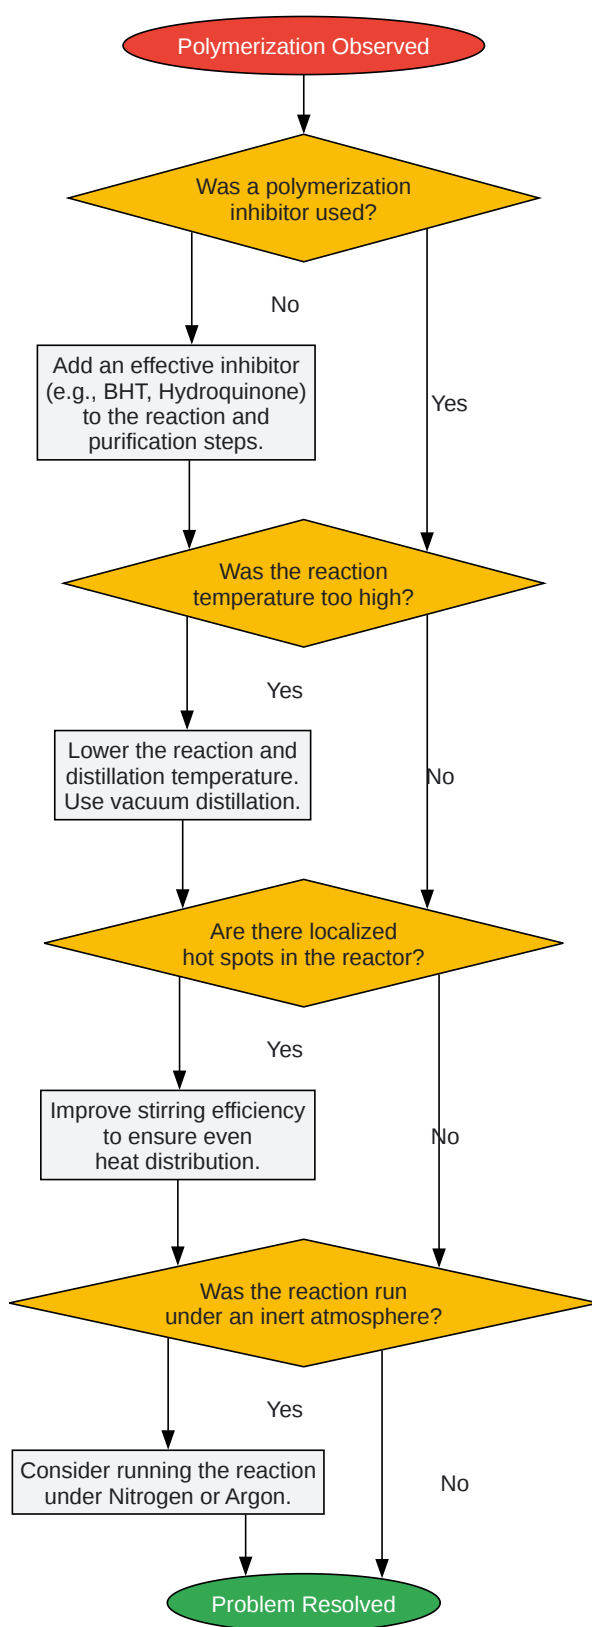 Polymerization Observed
Was a polymerization
inhibitor used?
No
Add an effective inhibitor
(e.g., BHT, Hydroquinone)
to the reaction and
purification steps.
Yes
Was the reaction
temperature too high?
Yes
Lower the reaction and
distillation temperature.
Use vacuum distillation.
No
Are there localized
hot spots in the reactor?
Yes
Improve stirring efficiency
to ensure even
heat distribution.
No
Was the reaction run
under an inert atmosphere?
Yes
Consider running the reaction
under Nitrogen or Argon.
No
Problem Resolved